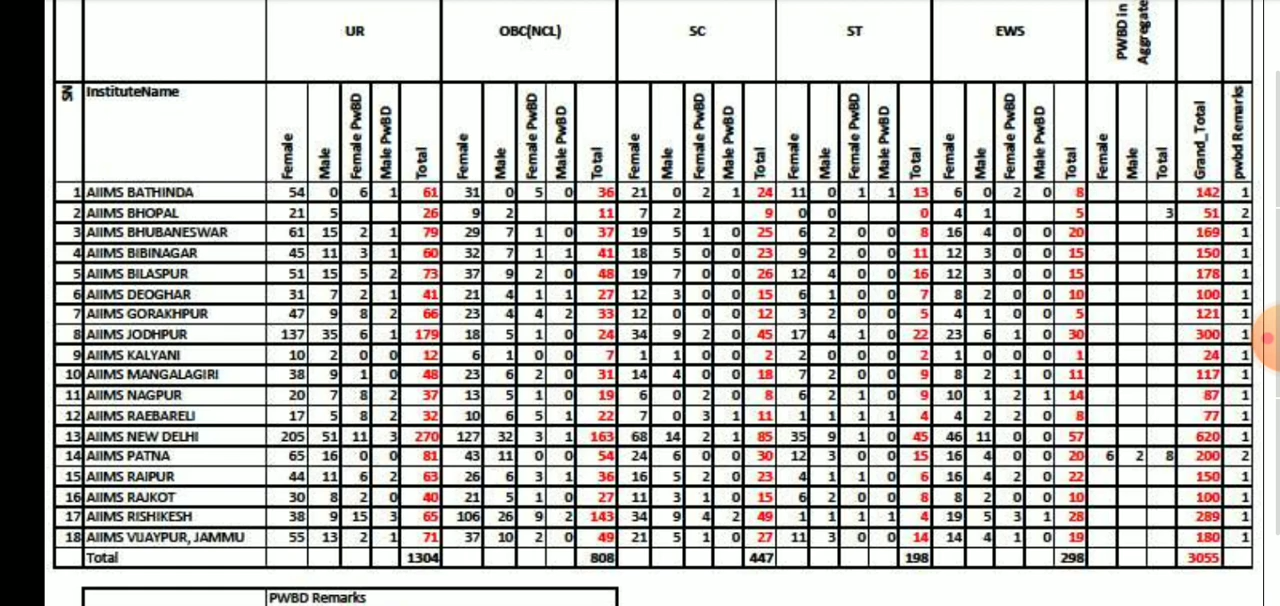 UR OBC(NCL) SC ST EWS PWBD in Aggregate
SN InstituteName Female Male Female PwBD Male PwBD Total Female Male Female PwBD Male PwBD Total Female Male Female PwBD Male PwBD Total Female Male Female PwBD Male PwBD Total Female Male Female PwBD Male PwBD Total Female Male Total Grand_Total pwbd Remarks
1 AIIMS BATHINDA 54 0 6 1 61 31 0 5 0 36 21 0 2 1 24 11 0 1 1 13 6 0 2 0 8 142 1
2 AIIMS BHOPAL 21 5 26 9 2 11 7 2 9 0 0 0 4 1 5 3 51 2
3 AIIMS BHUBANESWAR 61 15 2 1 79 29 7 1 0 37 19 5 1 0 25 6 2 0 0 8 16 4 0 0 20 169 1
4 AIIMS BIBINAGAR 45 11 3 1 60 32 7 1 1 41 18 5 0 0 23 9 2 0 0 11 12 3 0 0 15 150 1
5 AIIMS BILASPUR 51 15 5 2 73 37 9 2 0 48 19 7 0 0 26 12 4 0 0 16 12 3 0 0 15 178 1
6 AIIMS DEOGHAR 31 7 2 1 41 21 4 1 1 27 12 3 0 0 15 6 1 0 0 7 8 2 0 0 10 100 1
7 AIIMS GORAKHPUR 47 9 8 2 66 23 4 4 2 33 12 0 0 0 12 3 2 0 0 5 4 1 0 0 5 121 1
8 AIIMS JODHPUR 137 35 6 1 179 18 5 1 0 24 34 9 2 0 45 17 4 1 0 22 23 6 1 0 30 300 1
9 AIIMS KALYANI 10 2 0 0 12 6 1 0 0 7 1 1 0 0 2 2 0 0 0 2 1 0 0 0 1 24 1
10 AIIMS MANGALAGIRI 38 9 1 0 48 23 6 2 0 31 14 4 0 0 18 7 2 0 0 9 8 2 1 0 11 117 1
11 AIIMS NAGPUR 20 7 8 2 37 13 5 1 0 19 6 0 2 0 8 6 2 1 0 9 10 1 2 1 14 87 1
12 AIIMS RAEBARELI 17 5 8 2 32 10 6 5 1 22 7 0 3 1 11 1 1 1 1 4 4 2 2 0 8 77 1
13 AIIMS NEW DELHI 205 51 11 3 270 127 32 3 1 163 68 14 2 1 85 35 9 1 0 45 46 11 0 0 57 620 1
14 AIIMS PATNA 65 16 0 0 81 43 11 0 0 54 24 6 0 0 30 12 3 0 0 15 16 4 0 0 20 6 2 8 200 2
15 AIIMS RAIPUR 44 11 6 2 63 26 6 3 1 36 16 5 2 0 23 4 1 1 0 6 16 4 2 0 22 150 1
16 AIIMS RAJKOT 30 8 2 0 40 21 5 1 0 27 11 3 1 0 15 6 2 0 0 8 8 2 0 0 10 100 1
17 AIIMS RISHIKESH 38 9 15 3 65 106 26 9 2 143 34 9 4 2 49 1 1 1 1 4 19 5 3 1 28 289 1
18 AIIMS VIJAYPUR, JAMMU 55 13 2 1 71 37 10 2 0 49 21 5 1 0 27 11 3 0 0 14 14 4 1 0 19 180 1
Total 1304 808 447 198 298 3055
PWBD Remarks